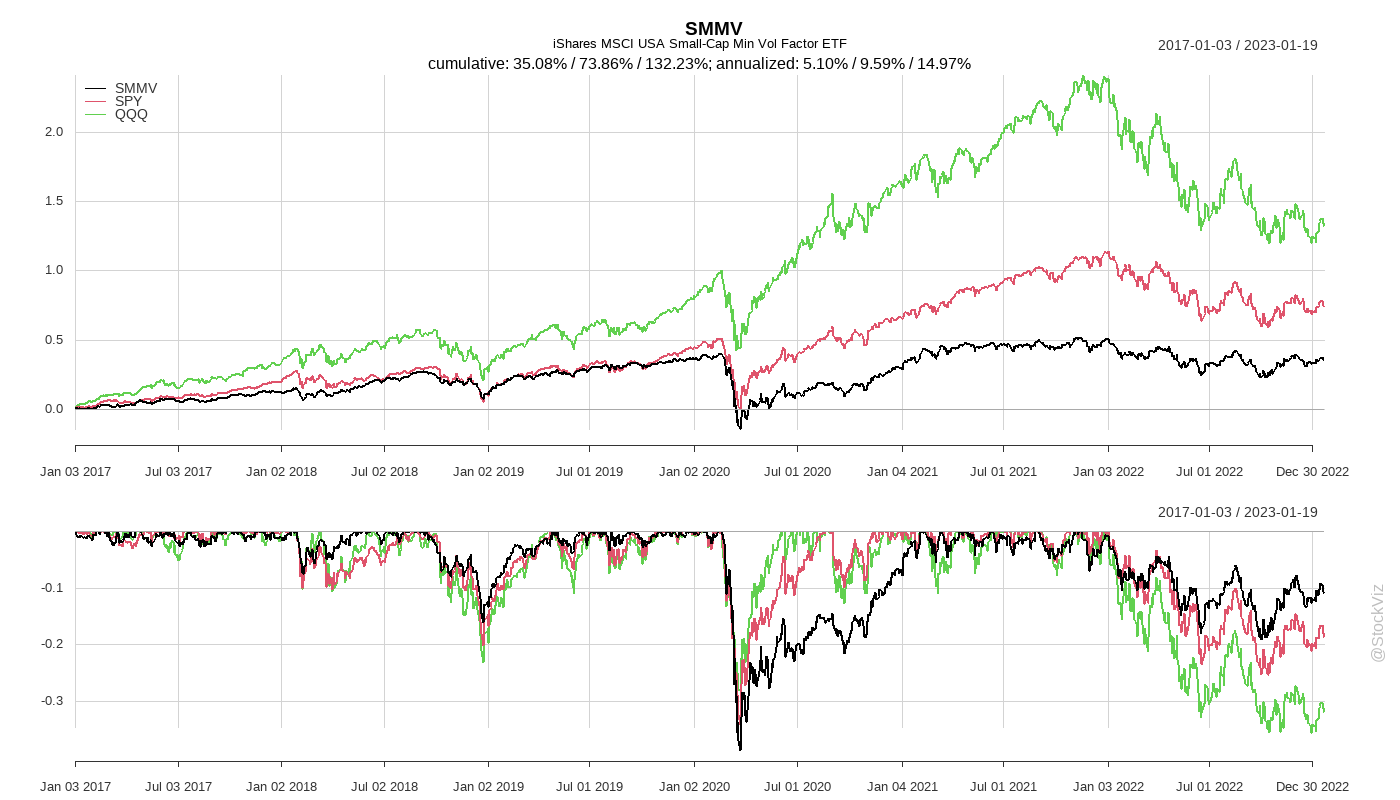 SMMV
iShares MSCI USA Small-Cap Min Vol Factor ETF
2017-01-03 / 2023-01-19
cumulative: 35.08% / 73.86% / 132.23%; annualized: 5.10% / 9.59% / 14.97%
SMMV
SPY
QQQ
2.0
1.5
1.0
0.5
0.0
Jan 03 2017 Jul 03 2017 Jan 02 2018 Jul 02 2018 Jan 02 2019 Jul 01 2019 Jan 02 2020 Jul 01 2020 Jan 04 2021 Jul 01 2021 Jan 03 2022 Jul 01 2022 Dec 30 2022
2017-01-03 / 2023-01-19
-0.1
-0.2
-0.3
Jan 03 2017 Jul 03 2017 Jan 02 2018 Jul 02 2018 Jan 02 2019 Jul 01 2019 Jan 02 2020 Jul 01 2020 Jan 04 2021 Jul 01 2021 Jan 03 2022 Jul 01 2022 Dec 30 2022
@StockViz